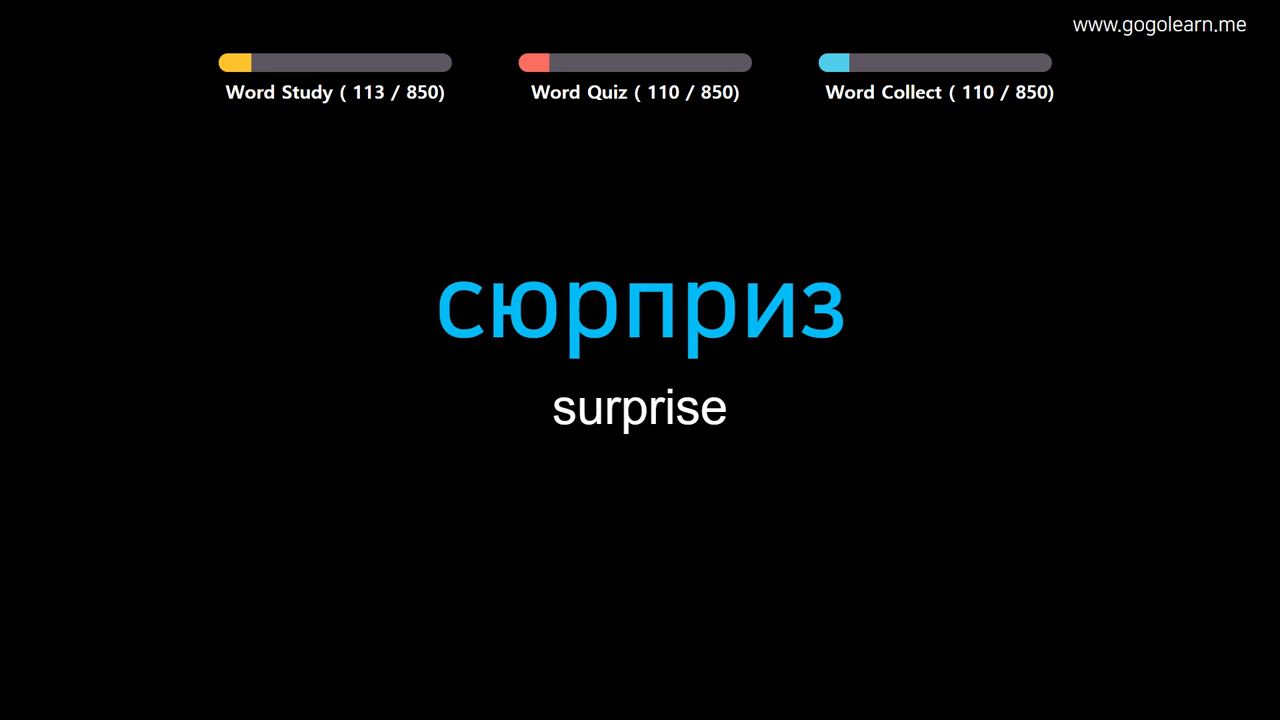 www.gogolearn.me
Word Study ( 113 / 850)
Word Quiz ( 110 / 850)
Word Collect ( 110 / 850)
сюрприз
surprise